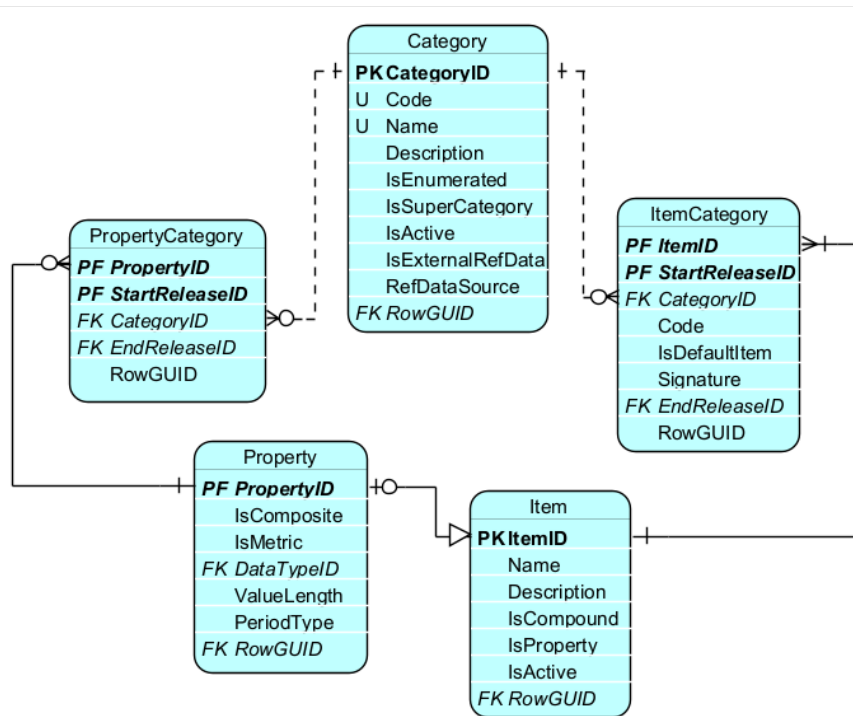 Category
PK CategoryID
U Code
U Name
Description
IsEnumerated
IsSuperCategory
IsActive
IsExternalRefData
RefDataSource
FK RowGUID
PropertyCategory
PF PropertyID
PF StartReleaseID
FK CategoryID
FK EndReleaseID
RowGUID
ItemCategory
PF ItemID
PF StartReleaseID
FK CategoryID
Code
IsDefaultItem
Signature
FK EndReleaseID
RowGUID
Property
PF PropertyID
IsComposite
IsMetric
FK DataTypeID
ValueLength
PeriodType
FK RowGUID
Item
PK ItemID
Name
Description
IsCompound
IsProperty
IsActive
FK RowGUID